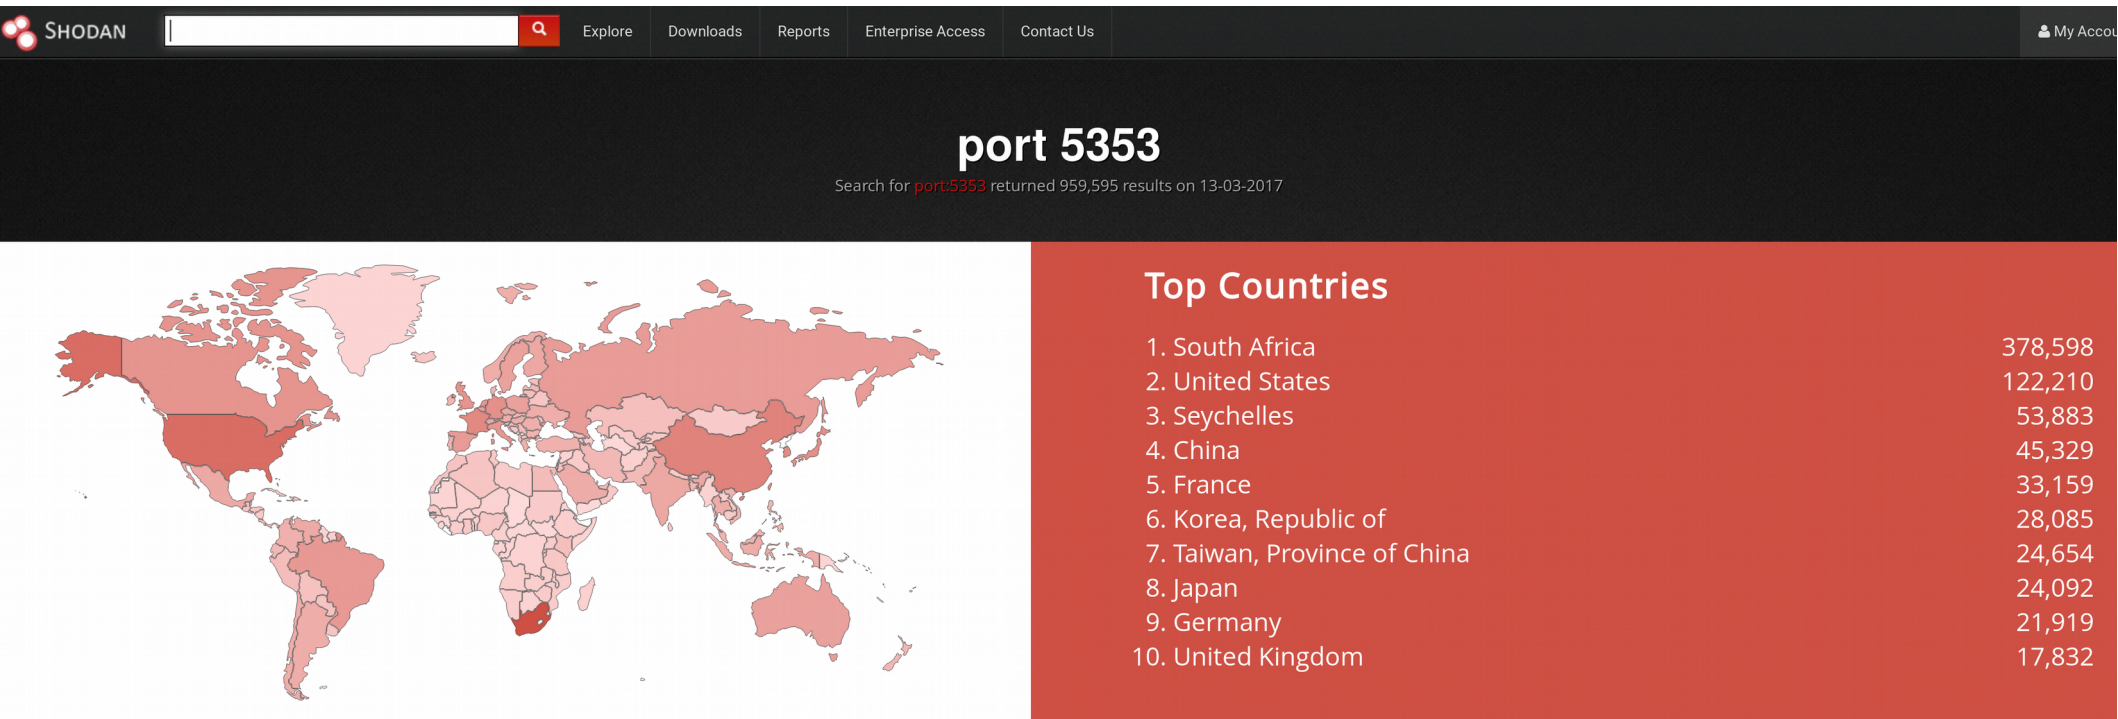 SHODAN
Explore
Downloads
Reports
Enterprise Access
Contact Us
My Accou
port 5353
Search for port:5353 returned 959,595 results on 13-03-2017
Top Countries
1. South Africa 378,598
2. United States 122,210
3. Seychelles 53,883
4. China 45,329
5. France 33,159
6. Korea, Republic of 28,085
7. Taiwan, Province of China 24,654
8. Japan 24,092
9. Germany 21,919
10. United Kingdom 17,832